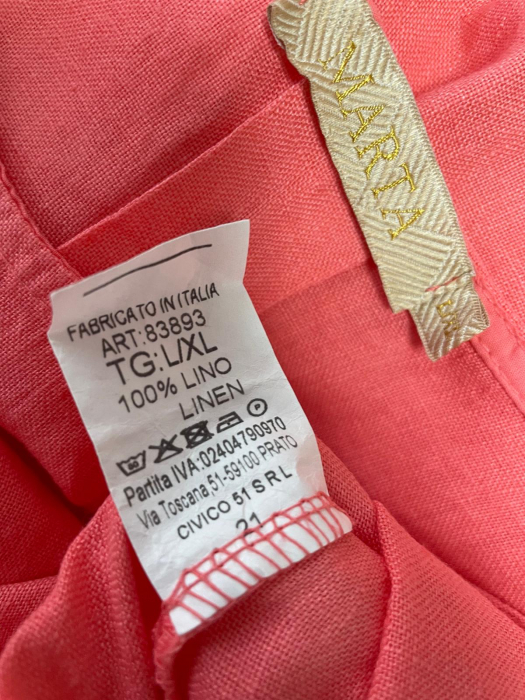 MARTA
FABRICATO IN ITALIA
ART:83893
TG:L/XL
100% LINO
LINEN
Partita IVA:02404790970
Via Toscana,51-59100 PRATO
CIVICO 51 SRL
21